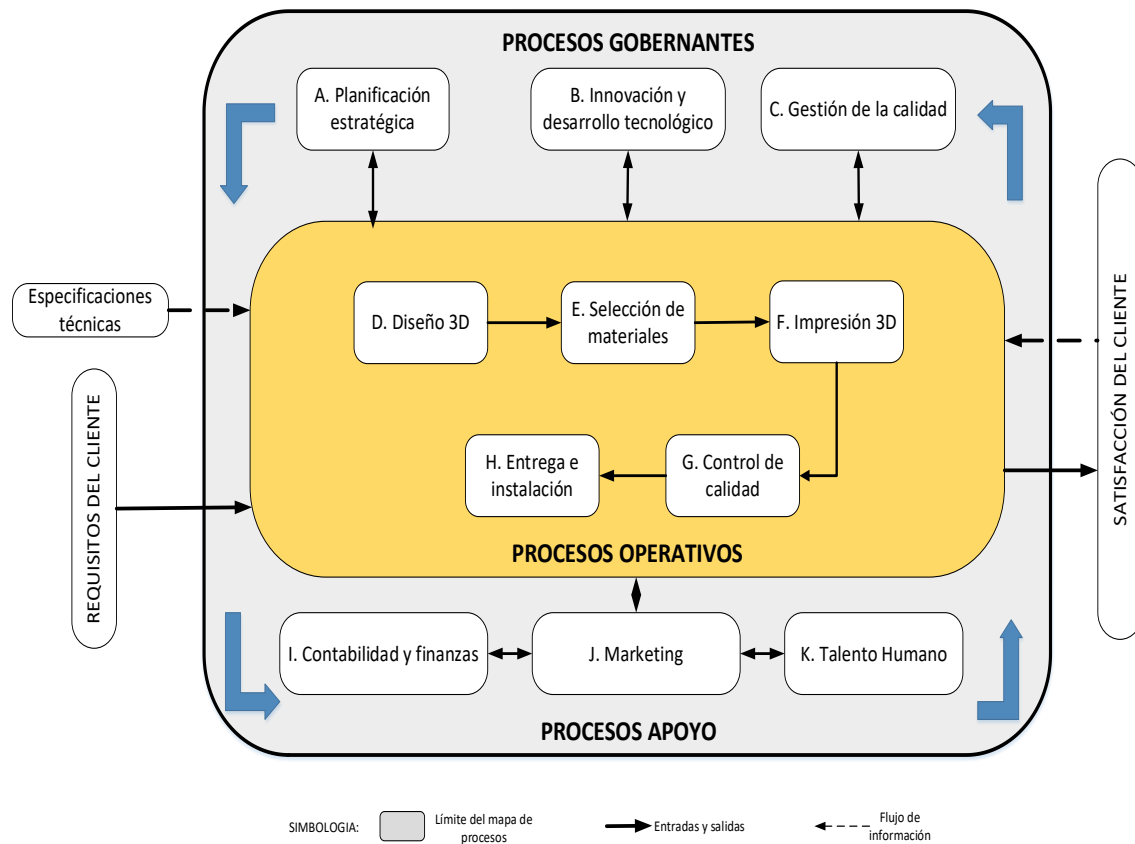 PROCESOS GOBERNANTES
A. Planificación
estratégica
B. Innovación y
desarrollo tecnológico
C. Gestión de la calidad
Especificaciones
técnicas
REQUISITOS DEL CLIENTE
D. Diseño 3D
E. Selección de
materiales
F. Impresión 3D
H. Entrega e
instalación
G. Control de
calidad
PROCESOS OPERATIVOS
SATISFACCIÓN DEL CLIENTE
I. Contabilidad y finanzas
J. Marketing
K. Talento Humano
PROCESOS APOYO
SIMBOLOGIA:
Límite del mapa de
procesos
Entradas y salidas
Flujo de
información